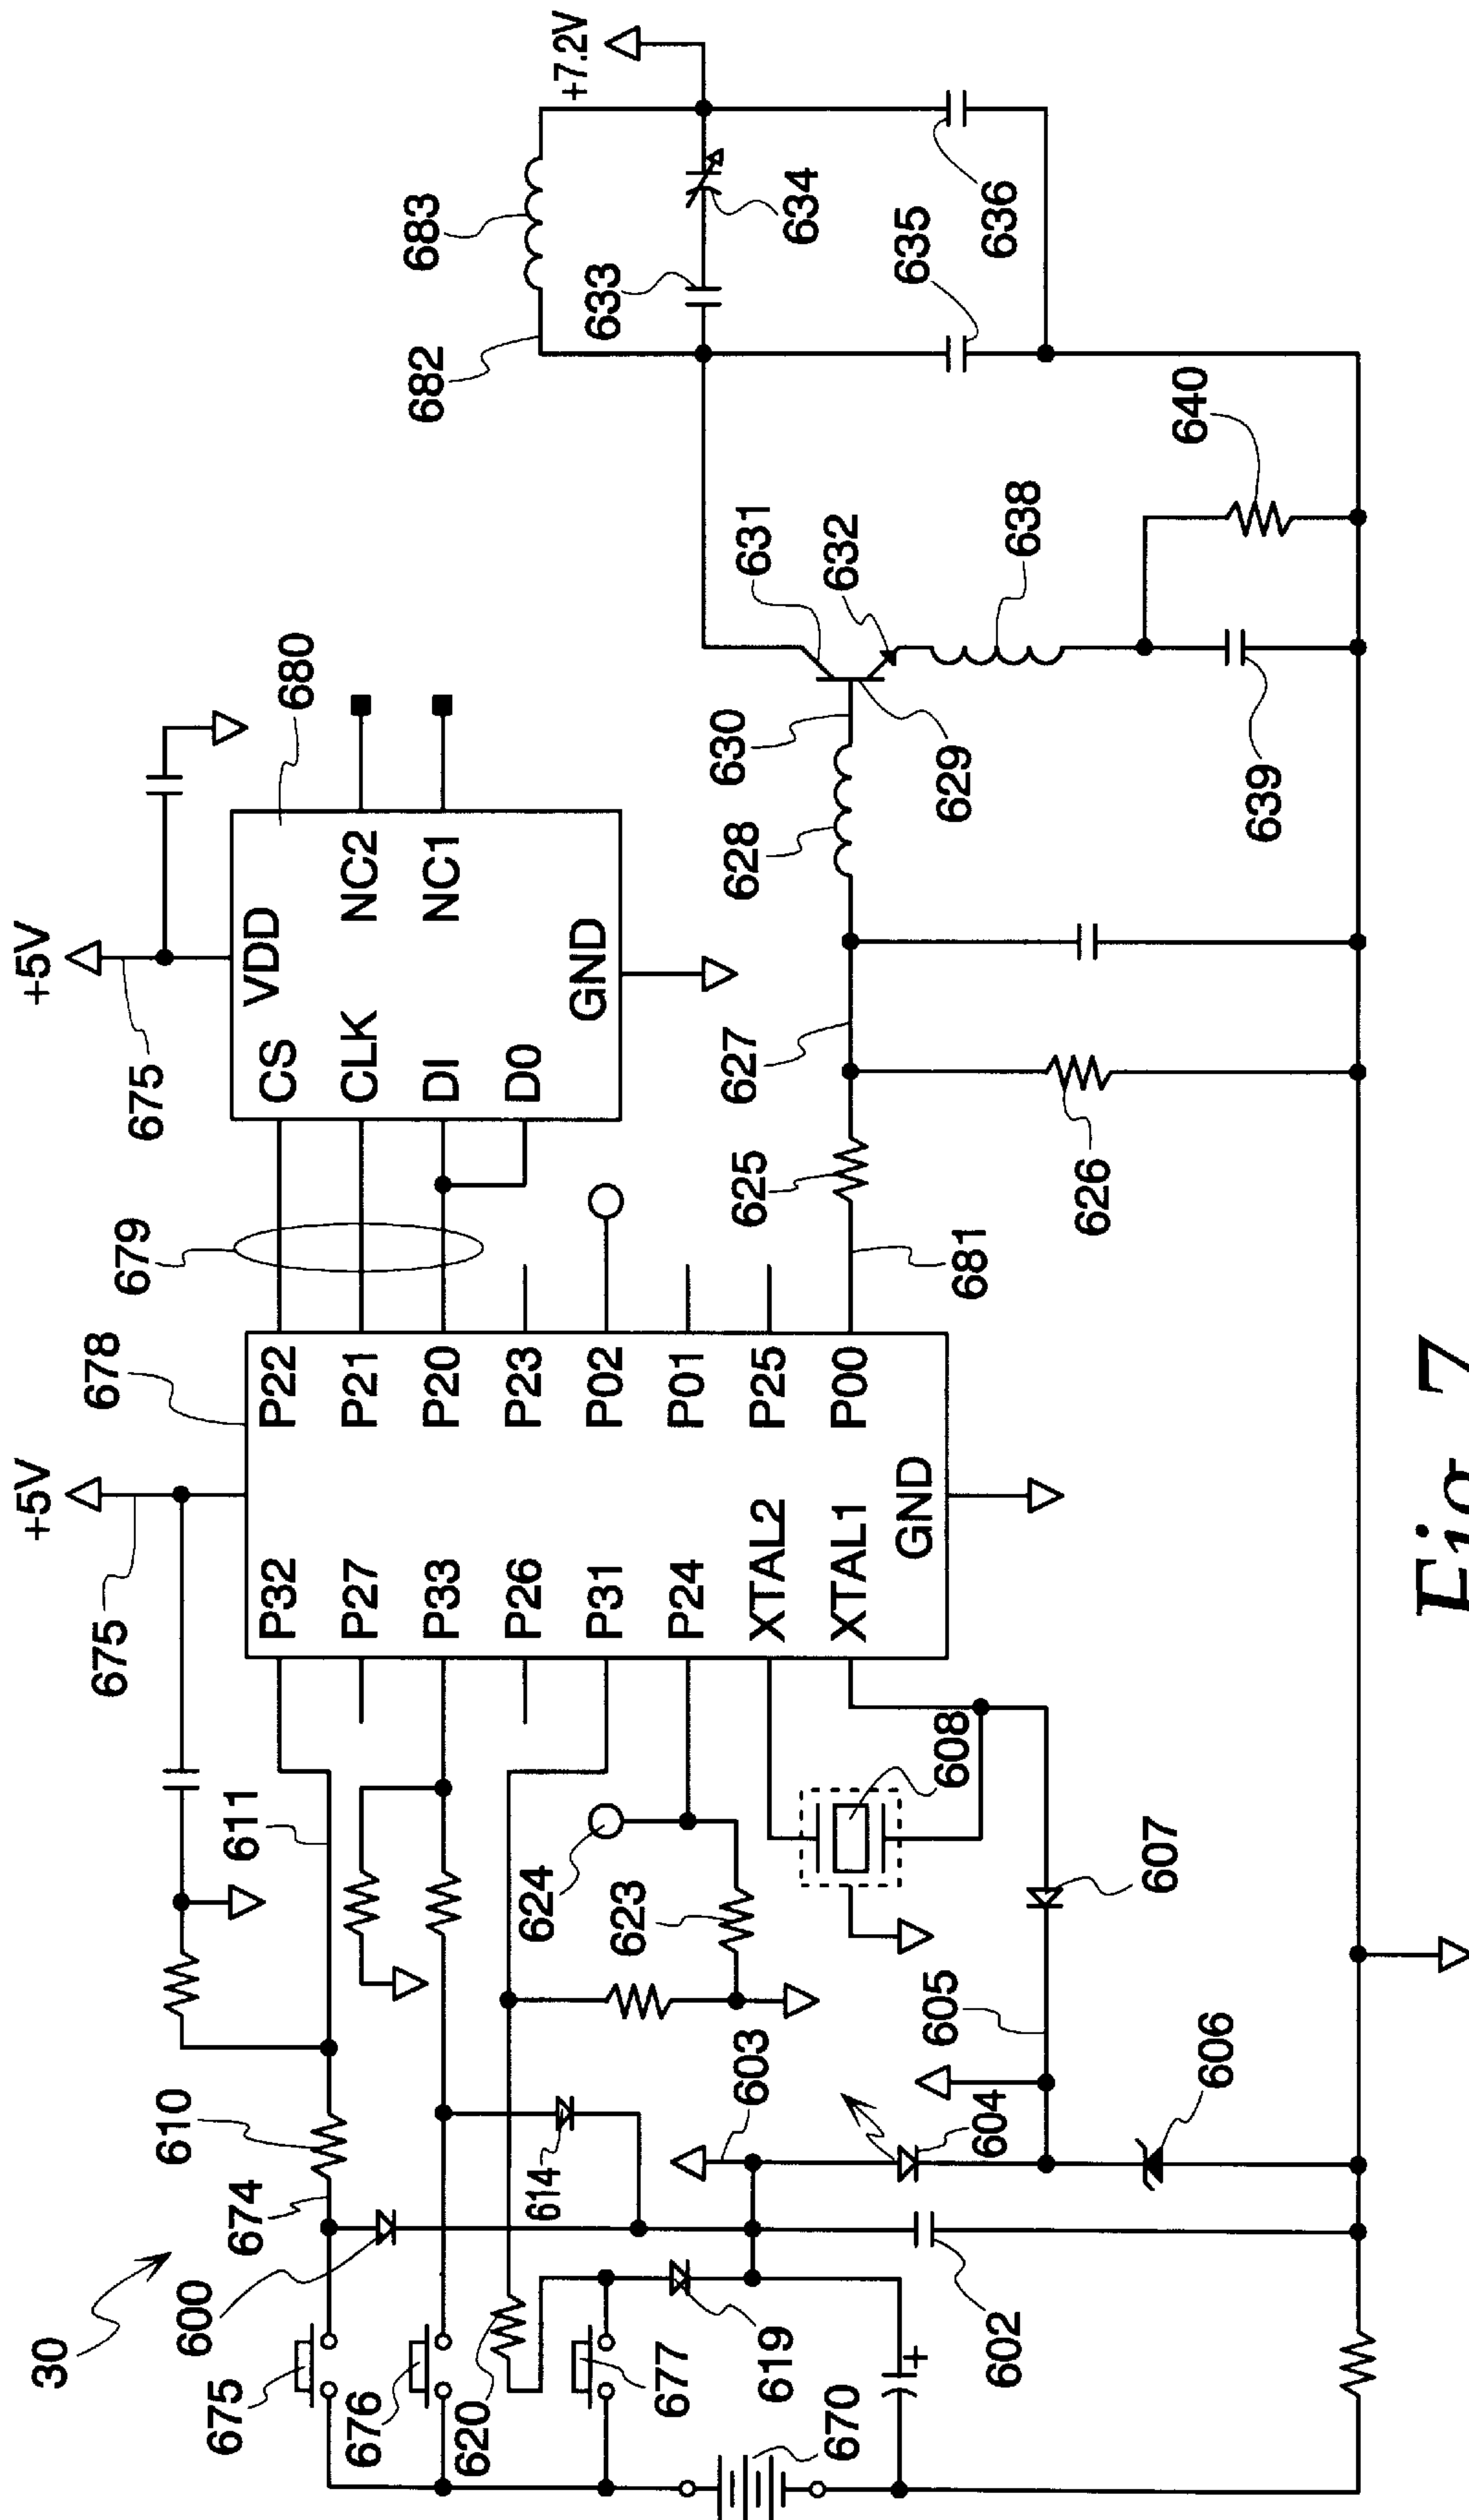 30
600
675
676
620
677
619
670
602
674
610
614
603
604
605
606
607
611
624
623
608
675
+5V
678
P32
P27
P33
P26
P31
P24
XTAL2
XTAL1
GND
P22
P21
P20
P23
P02
P01
P25
P00
679
681
625
626
627
675
+5V
CS
CLK
DI
D0
VDD
GND
NC2
NC1
680
628
630
629
631
632
638
639
640
682
683
633
634
635
636
+7.2V
Fig. 7